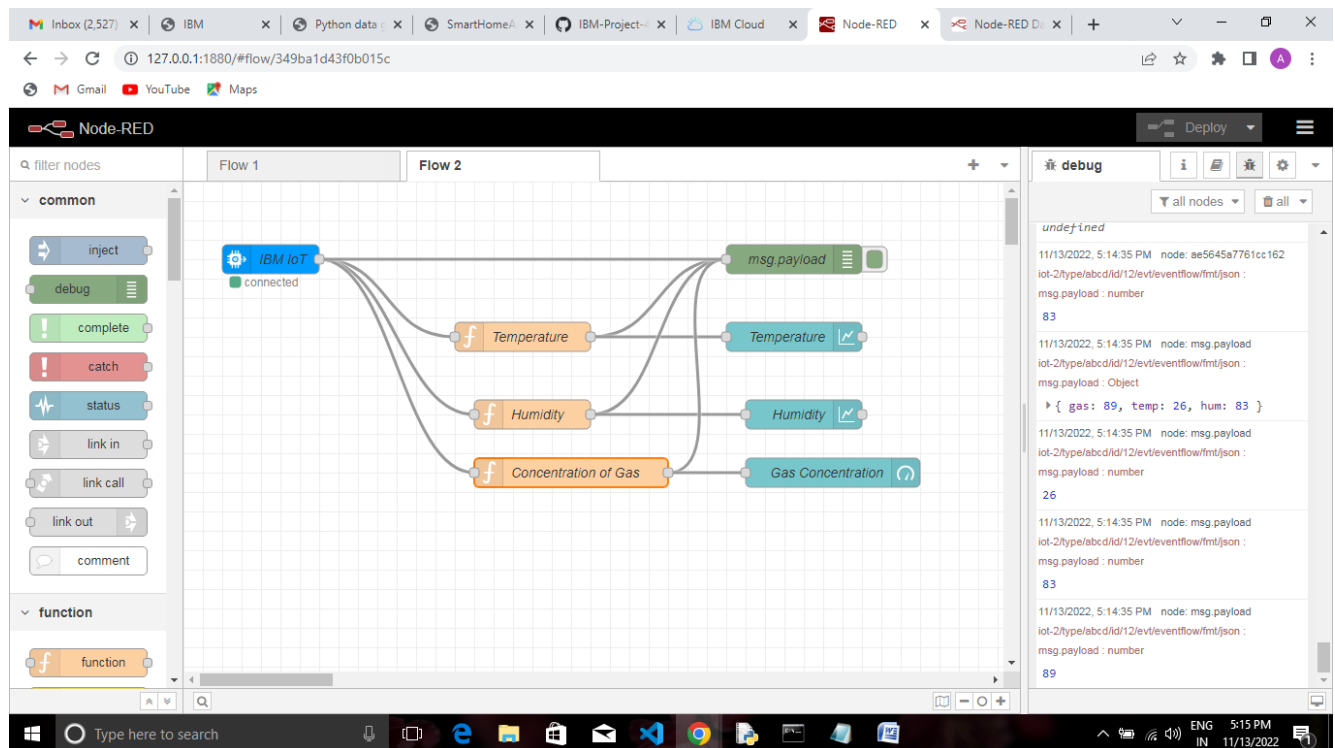 Inbox (2,527)
IBM
Python data g
SmartHomeA
IBM-Project-4
IBM Cloud
Node-RED
Node-RED Da
127.0.0.1:1880/#flow/349ba1d43f0b015c
A
Gmail
YouTube
Maps
Node-RED
Deploy
filter nodes
Flow 1
Flow 2
debug
i
common
all nodes
all
inject
debug
complete
catch
link in
link call
link out
comment
function
f function
IBM IoT
connected
msg.payload
f Temperature
Temperature
f Humidity
Humidity
f Concentration of Gas
Gas Concentration
undefined
11/13/2022, 5:14:35 PM node: ae5645a7761cc162
iot-2/type/abcd/id/12/evt/eventflow/fmt/json :
msg.payload : number
83
11/13/2022, 5:14:35 PM node: msg.payload
iot-2/type/abcd/id/12/evt/eventflow/fmt/json :
msg.payload : Object
{ gas: 89, temp: 26, hum: 83 }
11/13/2022, 5:14:35 PM node: msg.payload
iot-2/type/abcd/id/12/evt/eventflow/fmt/json :
msg.payload : number
26
11/13/2022, 5:14:35 PM node: msg.payload
iot-2/type/abcd/id/12/evt/eventflow/fmt/json :
msg.payload : number
83
11/13/2022, 5:14:35 PM node: msg.payload
iot-2/type/abcd/id/12/evt/eventflow/fmt/json :
msg.payload : number
89
Type here to search
ENG
IN
5:15 PM
11/13/2022
1